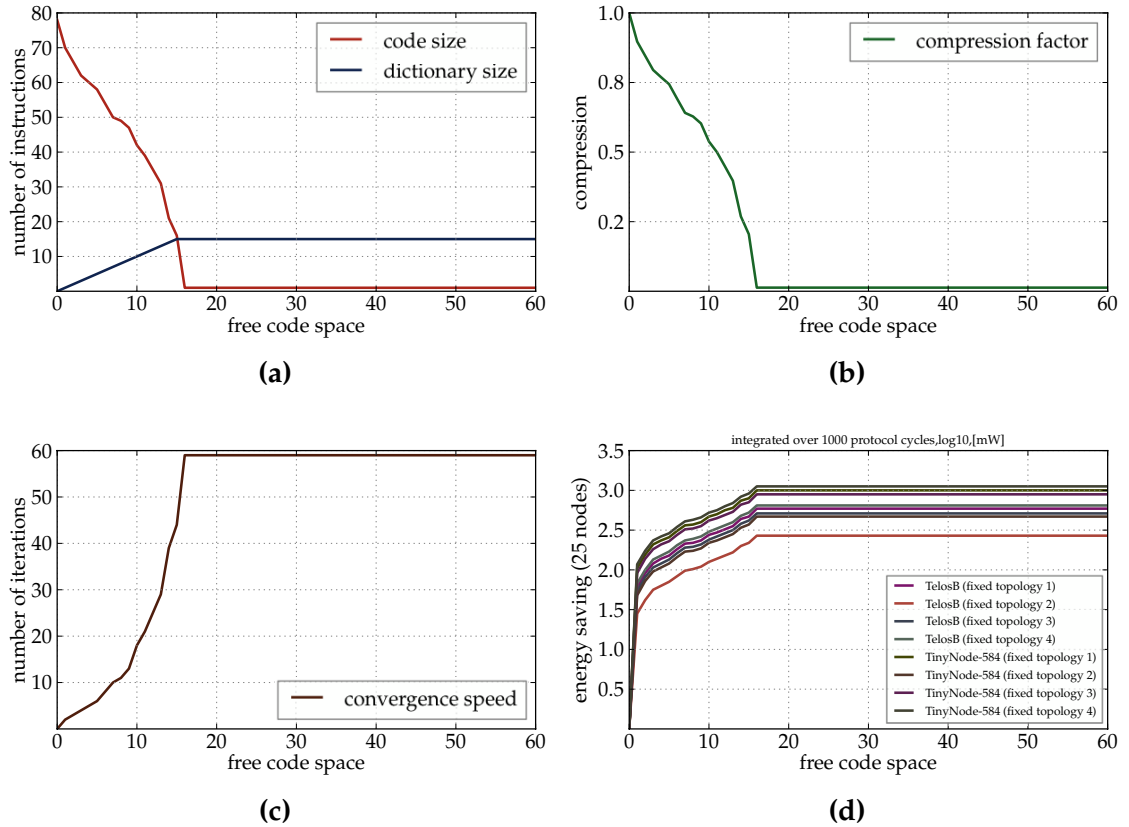 80
70
60
50
40
30
20
10
number of instructions
code size
dictionary size
0 10 20 30 40 50 60
free code space
(a)
1.0
0.8
0.5
0.2
compression
compression factor
0 10 20 30 40 50 60
free code space
(b)
60
50
40
30
20
10
number of iterations
convergence speed
0 10 20 30 40 50 60
free code space
(c)
integrated over 1000 protocol cycles,log10,[mW]
3.5
3.0
2.5
2.0
1.5
1.0
0.5
energy saving (25 nodes)
TelosB (fixed topology 1)
TelosB (fixed topology 2)
TelosB (fixed topology 3)
TelosB (fixed topology 4)
TinyNode-584 (fixed topology 1)
TinyNode-584 (fixed topology 2)
TinyNode-584 (fixed topology 3)
TinyNode-584 (fixed topology 4)
0 10 20 30 40 50 60
free code space
(d)